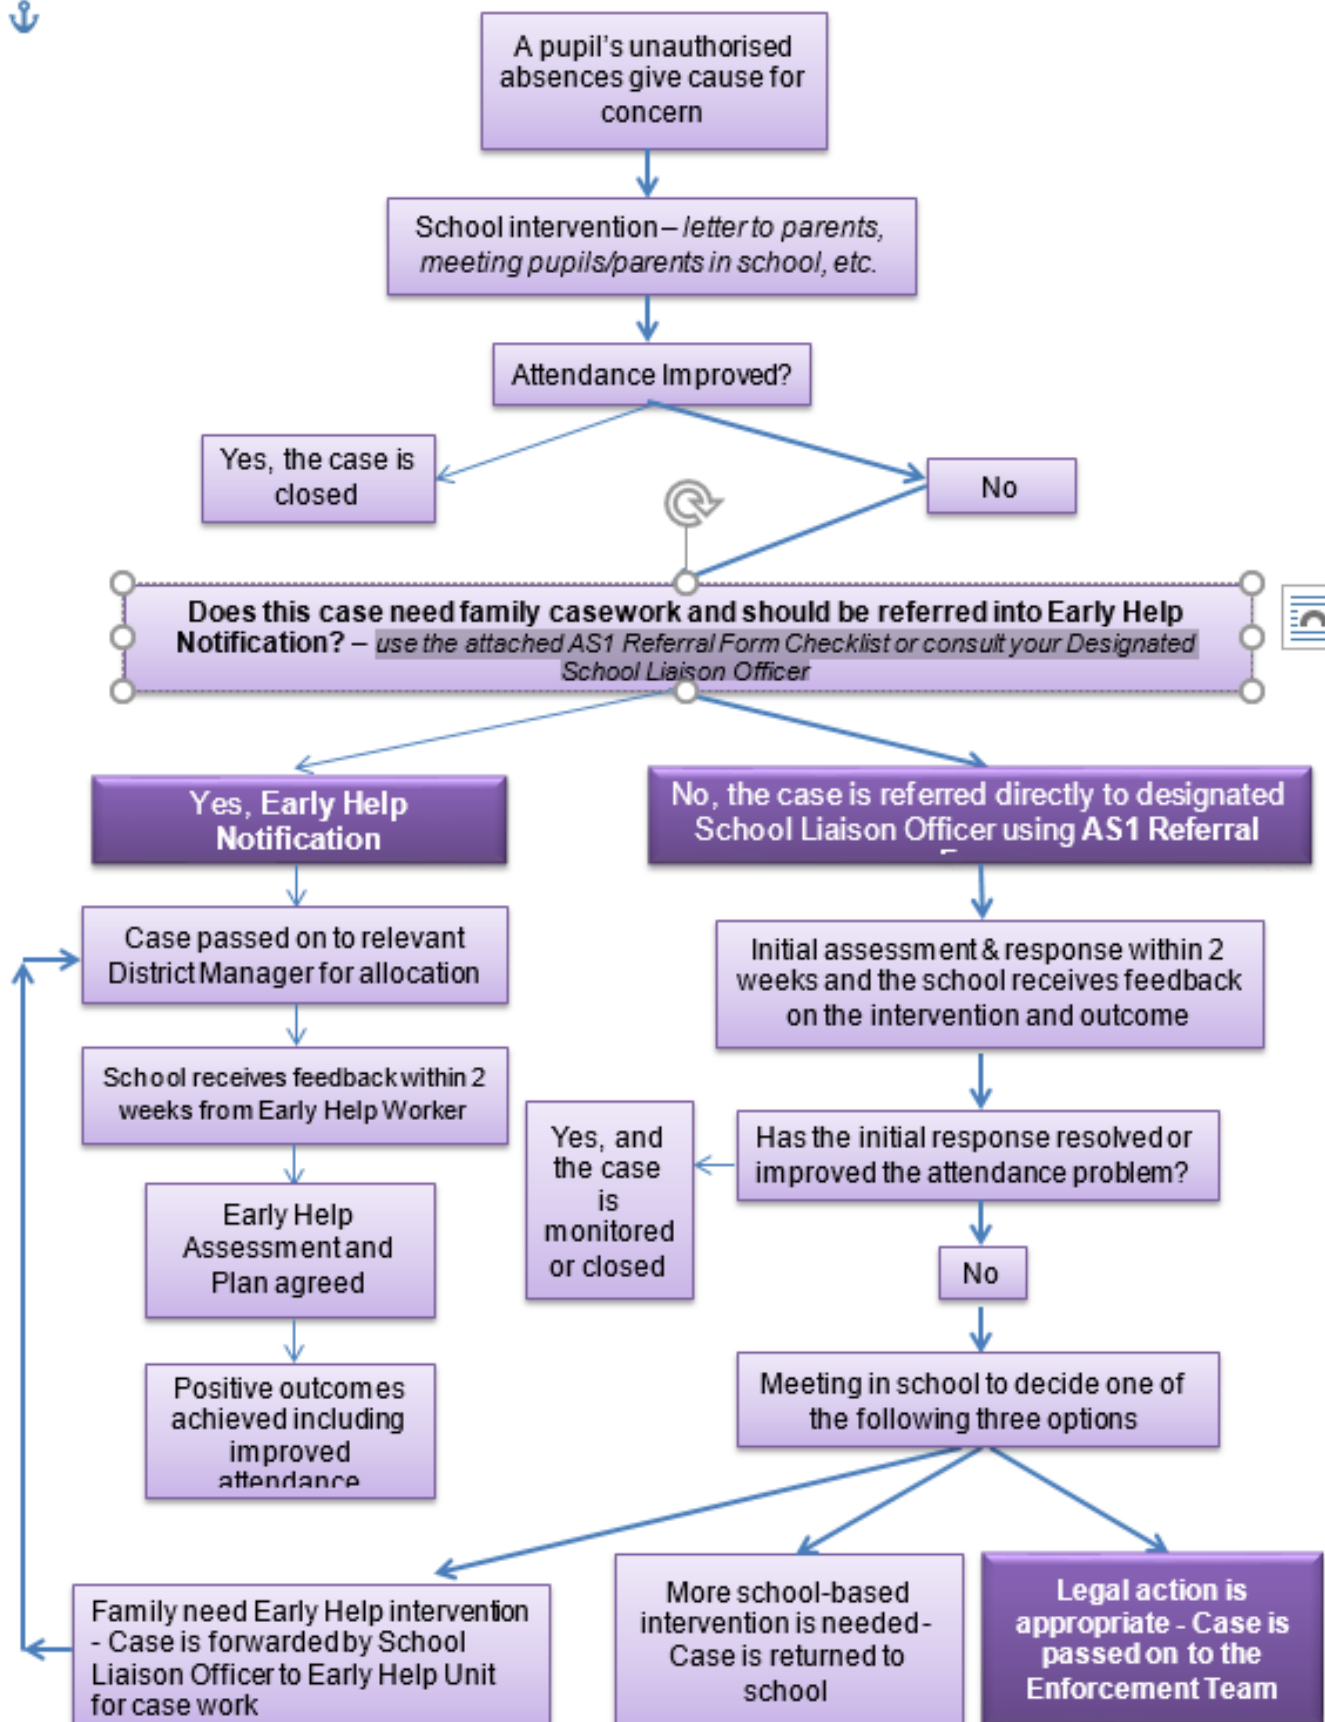 A pupil's unauthorised
absences give cause for
concern
School intervention – letter to parents,
meeting pupils/parents in school, etc.
Attendance Improved?
Yes, the case is
closed
No
Does this case need family casework and should be referred into Early Help
Notification? – use the attached AS1 Referral Form Checklist or consult your Designated
School Liaison Officer
Yes, Early Help
Notification
No, the case is referred directly to designated
School Liaison Officer using AS1 Referral
Case passed on to relevant
District Manager for allocation
Initial assessment & response within 2
weeks and the school receives feedback
on the intervention and outcome
School receives feedback within 2
weeks from Early Help Worker
Yes, and
the case
is
monitored
or closed
Has the initial response resolved or
improved the attendance problem?
Early Help
Assessment and
Plan agreed
No
Positive outcomes
achieved including
improved
attendance
Meeting in school to decide one of
the following three options
Family need Early Help intervention
- Case is forwarded by School
Liaison Officer to Early Help Unit
for case work
More school-based
intervention is needed -
Case is returned to
school
Legal action is
appropriate - Case is
passed on to the
Enforcement Team